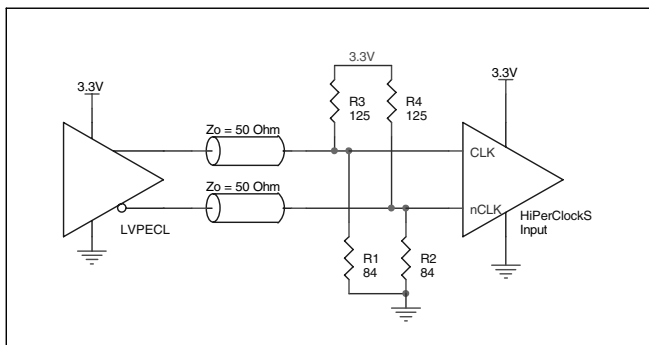 3.3V
3.3V
3.3V
R3
125
R4
125
Zo = 50 Ohm
CLK
Zo = 50 Ohm
nCLK
HiPerClockS
Input
LVPECL
R1
84
R2
84